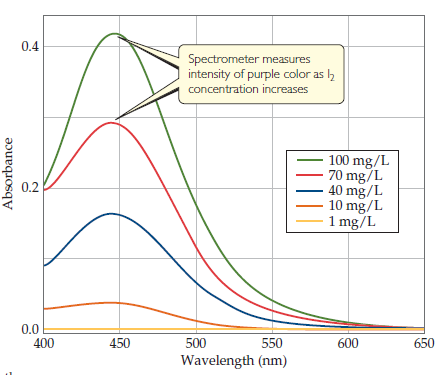 0.4
Spectrometer measures
intensity of purple color as I₂
concentration increases
Absorbance
0.2
100 mg/L
70 mg/L
40 mg/L
10 mg/L
1 mg/L
0.0
400 450 500 550 600 650
Wavelength (nm)